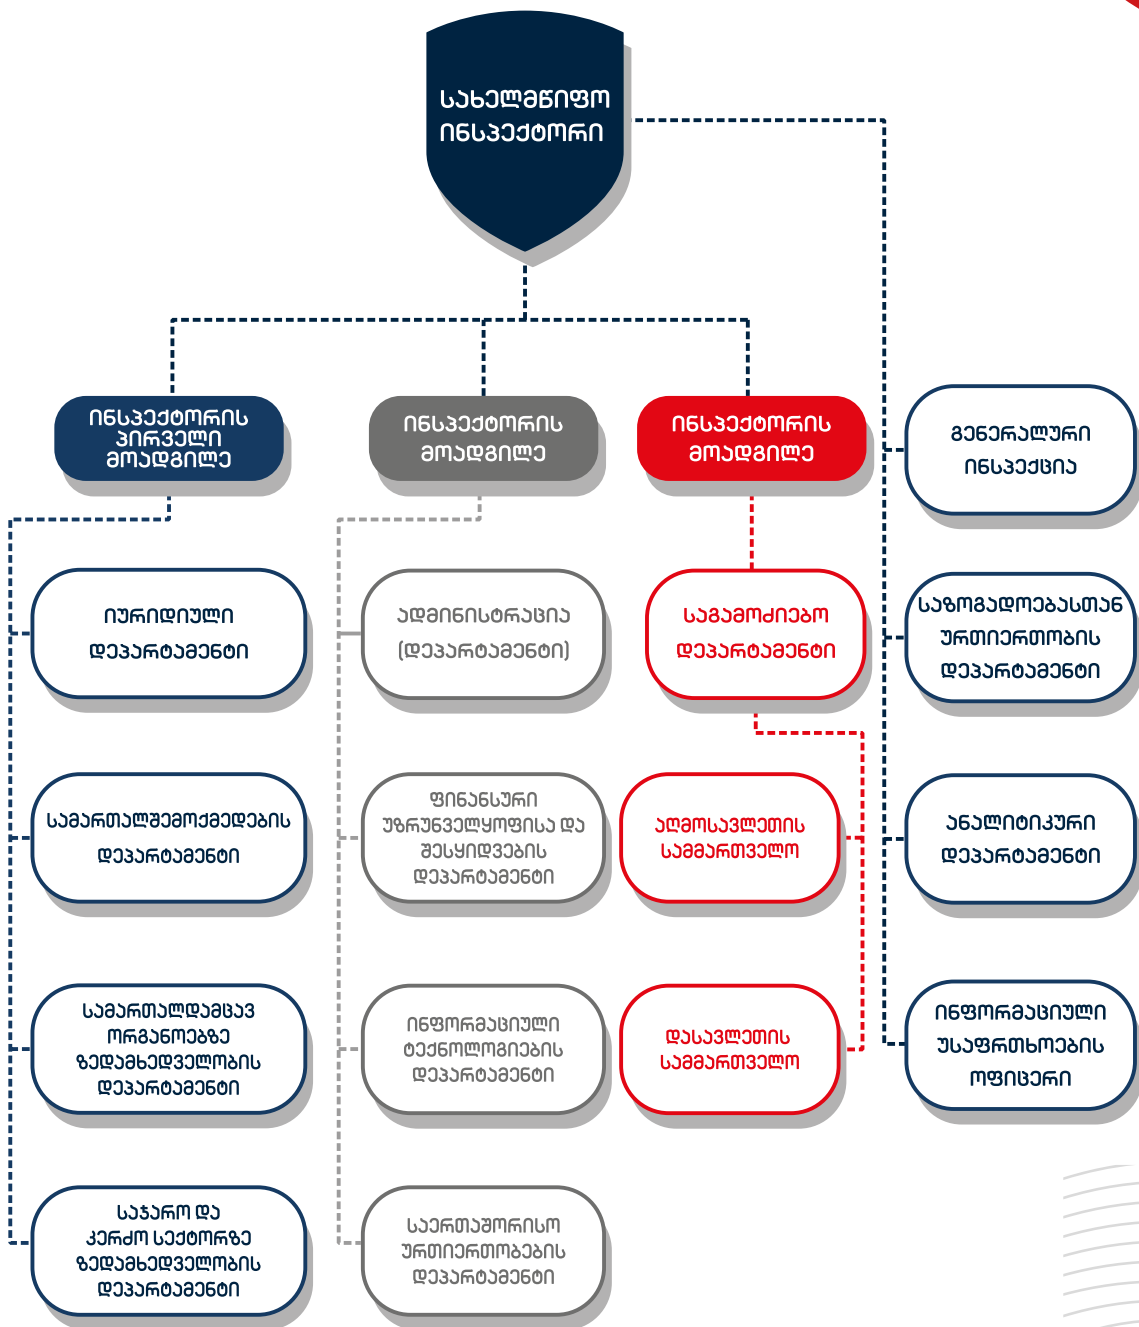 სახელმწიფო
ინსპექტორი
ინსპექტორის
პირველი
მოადგილე
ინსპექტორის
მოადგილე
ინსპექტორის
მოადგილე
გენერალური
ინსპექცია
იურიდიული
დეპარტამენტი
ადმინისტრაცია
(დეპარტამენტი)
საგამოძიებო
დეპარტამენტი
საზოგადოებასთან
ურთიერთობის
დეპარტამენტი
სამართალშემოქმედების
დეპარტამენტი
ფინანსური
უზრუნველყოფისა და
შესყიდვების
დეპარტამენტი
აღმოსავლეთის
სამმართველო
ანალიტიკური
დეპარტამენტი
სამართალდამცავ
ორგანოებზე
ზედამხედველობის
დეპარტამენტი
ინფორმაციული
ტექნოლოგიების
დეპარტამენტი
დასავლეთის
სამმართველო
ინფორმაციული
უსაფრთხოების
ოფიცერი
საჯარო და
კერძო სექტორზე
ზედამხედველობის
დეპარტამენტი
საერთაშორისო
ურთიერთობების
დეპარტამენტი